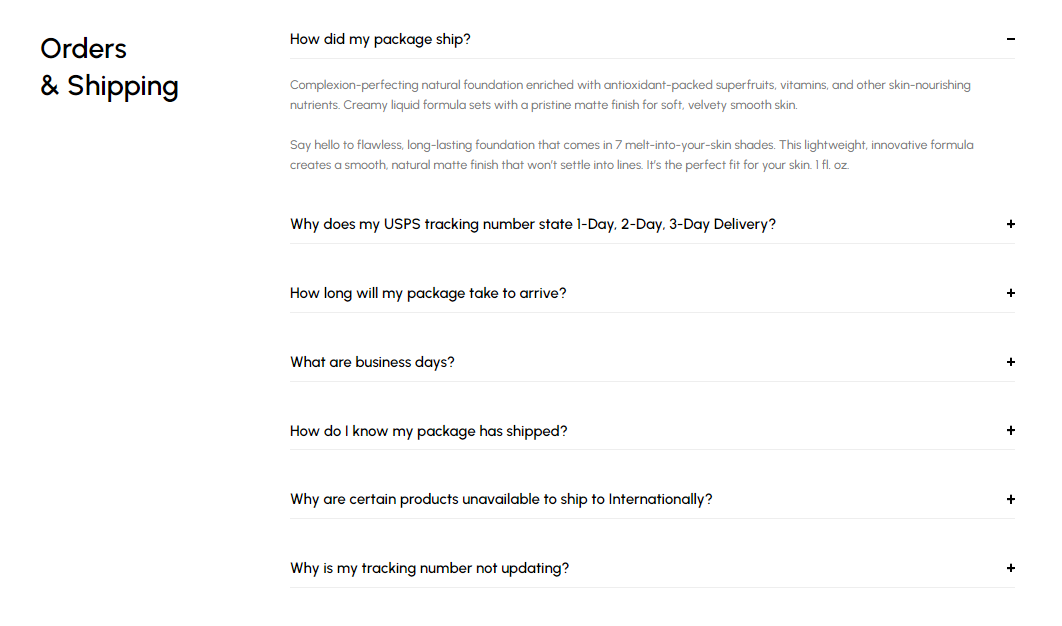 Orders
& Shipping
How did my package ship?
Complexion-perfecting natural foundation enriched with antioxidant-packed superfruits, vitamins, and other skin-nourishing
nutrients. Creamy liquid formula sets with a pristine matte finish for soft, velvety smooth skin.
Say hello to flawless, long-lasting foundation that comes in 7 melt-into-your-skin shades. This lightweight, innovative formula
creates a smooth, natural matte finish that won't settle into lines. It's the perfect fit for your skin. 1 fl. oz.
Why does my USPS tracking number state 1-Day, 2-Day, 3-Day Delivery?
How long will my package take to arrive?
What are business days?
How do I know my package has shipped?
Why are certain products unavailable to ship to Internationally?
Why is my tracking number not updating?